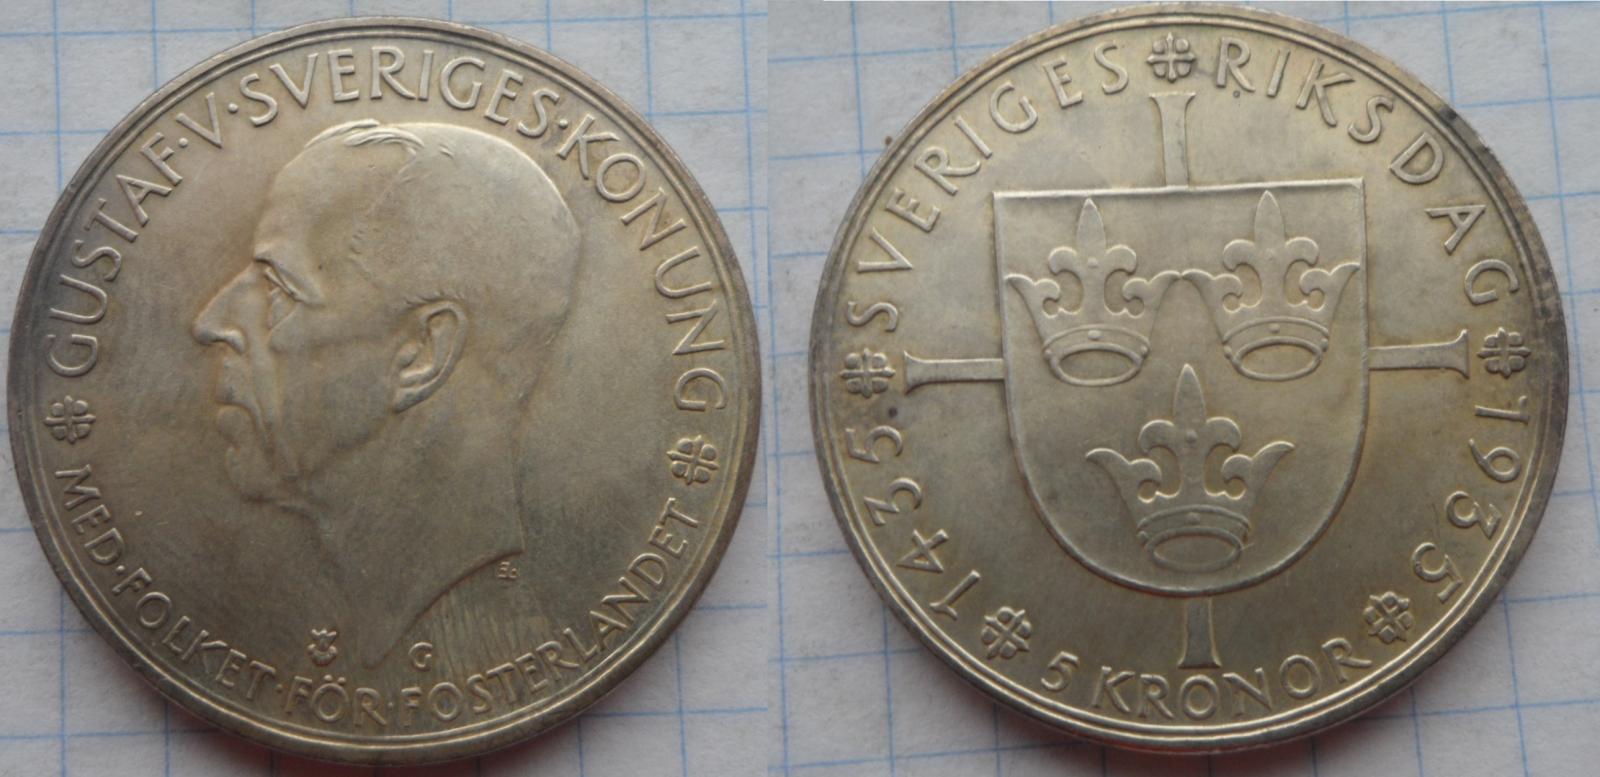 GUSTAF·V·SVERIGES·KONUNG
MED·FOLKET·FÖR·FOSTERLANDET
G
SVERIGES RIKSDAG
1435
1935
5 KRONOR